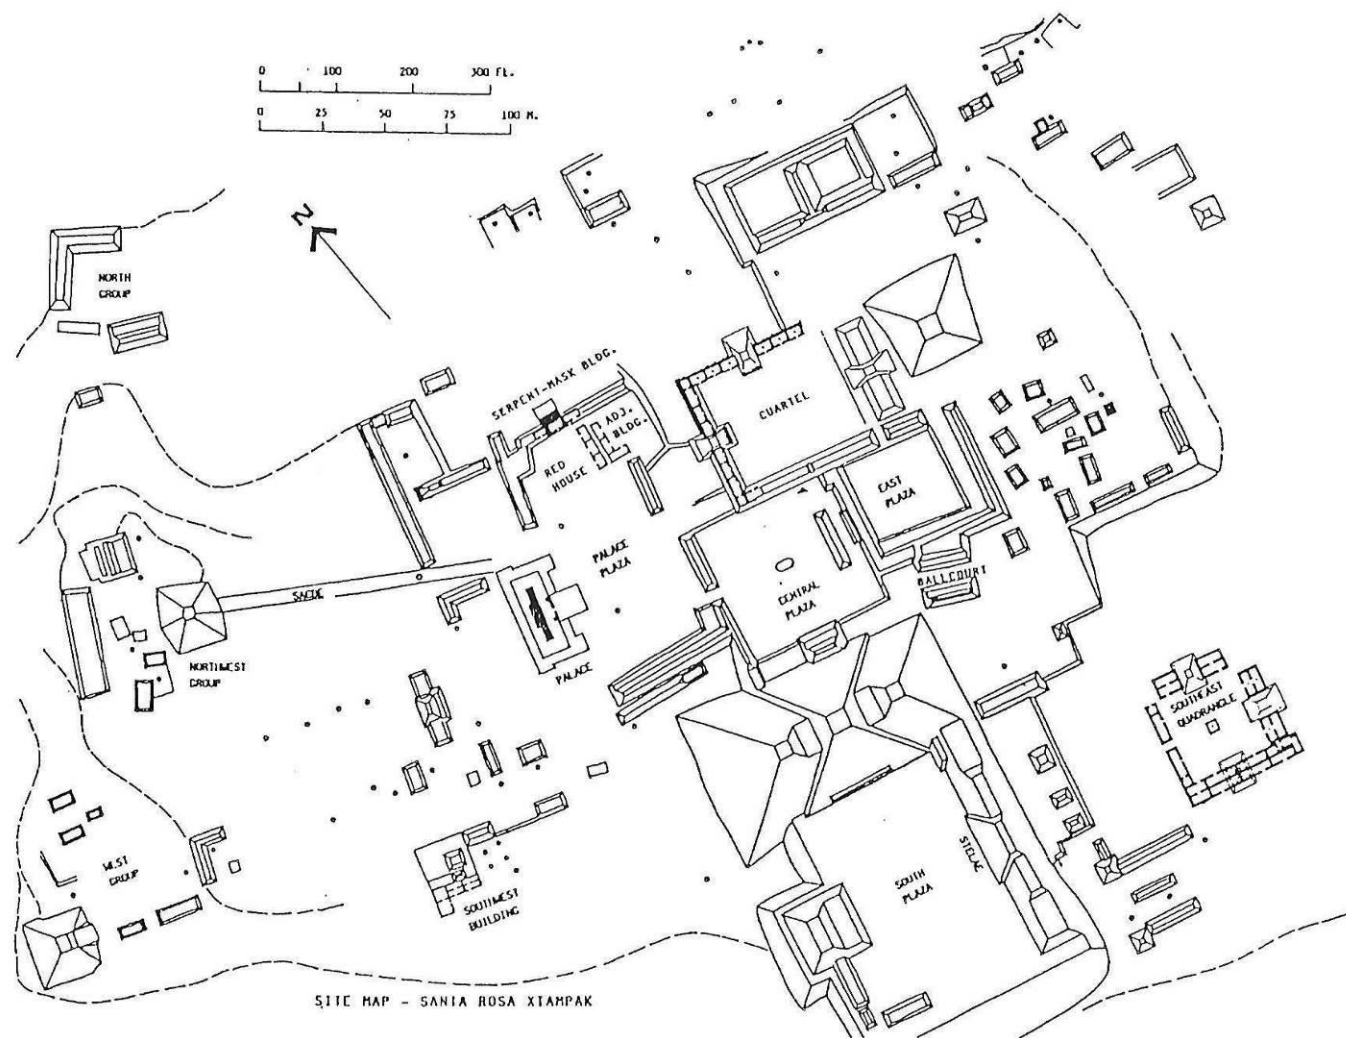 0 100 200 300 Ft.
0 25 50 75 100 M.
N
NORTH
GROUP
SERPENT-MASK BLDG.
ADJ.
BLDG.
RED
HOUSE
CUARTEL
EAST
PLAZA
PALACE
PLAZA
SACBE
CENTRAL
PLAZA
BALLCOURT
PALACE
NORTHWEST
GROUP
SOUTHEAST
QUADRANGLE
WEST
GROUP
STELAE
SOUTH
PLAZA
SOUTHWEST
BUILDING
SITE MAP - SANTA ROSA XTAMPAK